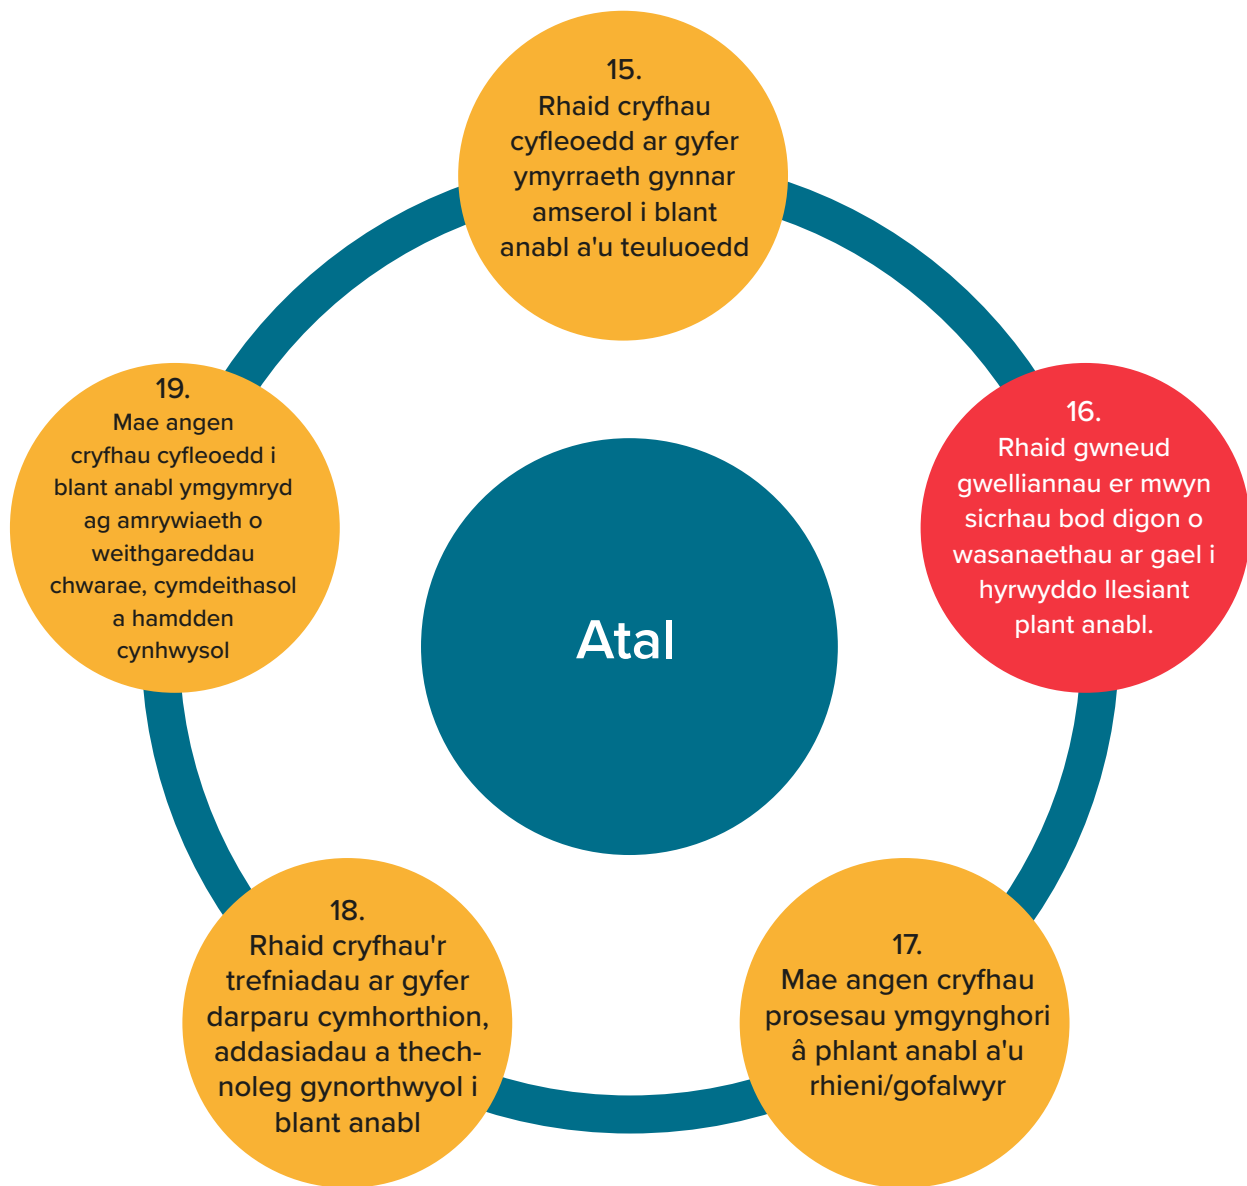 15.
Rhaid cryfhau
cyfleoedd ar gyfer
ymyrraeth gynnar
amserol i blant
anabl a'u teuluoedd
16.
Rhaid gwneud
gwelliannau er mwyn
sicrhau bod digon o
wasanaethau ar gael i
hyrwyddo llesiant
plant anabl.
17.
Mae angen cryfhau
prosesau ymgynghori
â phlant anabl a'u
rhieni/gofalwyr
18.
Rhaid cryfhau'r
trefniadau ar gyfer
darparu cymhorthion,
addasiadau a thech-
noleg gynorthwyol i
blant anabl
19.
Mae angen
cryfhau cyfleoedd i
blant anabl ymgymryd
ag amrywiaeth o
weithgareddau
chwarae, cymdeithasol
a hamdden
cynhwysol
Atal